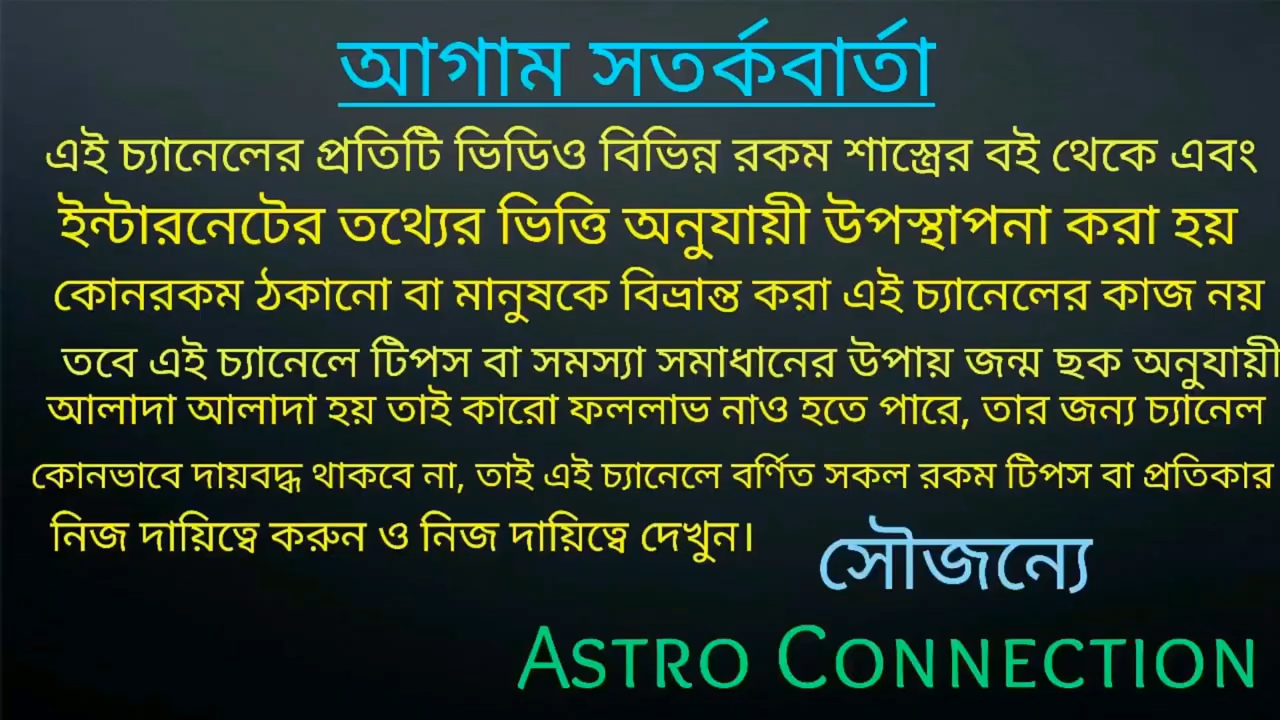 আগাম সতর্কবার্তা
এই চ্যানেলের প্রতিটি ভিডিও বিভিন্ন রকম শাস্ত্রের বই থেকে এবং
ইন্টারনেটের তথ্যের ভিত্তি অনুযায়ী উপস্থাপনা করা হয়
কোনরকম ঠকানো বা মানুষকে বিভ্রান্ত করা এই চ্যানেলের কাজ নয়
তবে এই চ্যানেলে টিপস বা সমস্যা সমাধানের উপায় জন্ম ছক অনুযায়ী
আলাদা আলাদা হয় তাই কারো ফললাভ নাও হতে পারে, তার জন্য চ্যানেল
কোনভাবে দায়বদ্ধ থাকবে না, তাই এই চ্যানেলে বর্ণিত সকল রকম টিপস বা প্রতিকার
নিজ দায়িত্বে করুন ও নিজ দায়িত্বে দেখুন।
সৌজন্যে
ASTRO CONNECTION